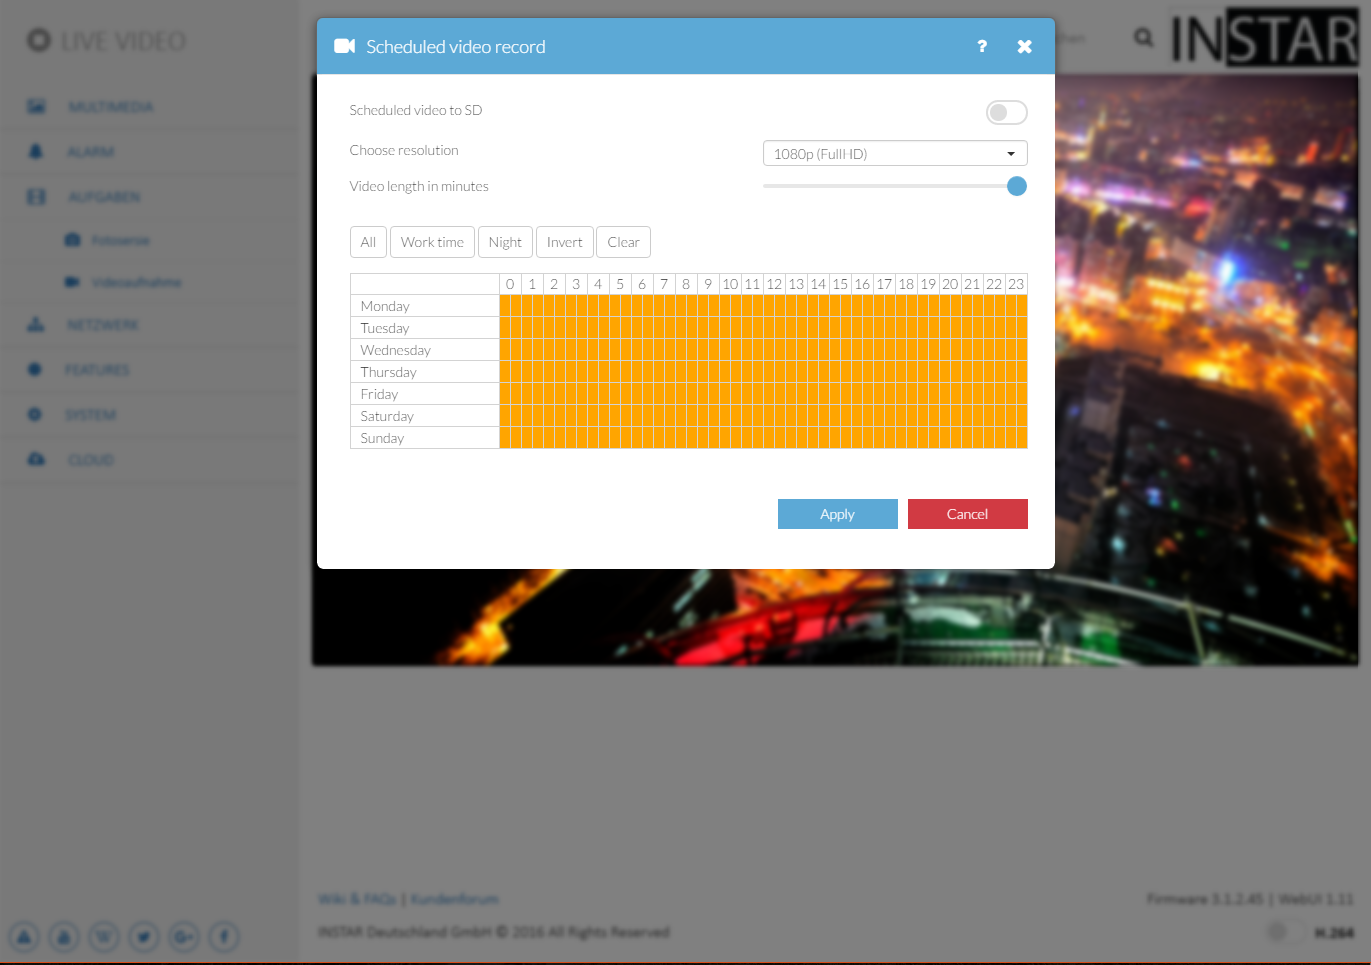 LIVE VIDEO
MULTIMEDIA
ALARM
AUFGABEN
Fotoserie
Videoaufnahme
NETZWERK
FEATURES
SYSTEM
CLOUD
INSTAR
Scheduled video record ?
Scheduled video to SD
Choose resolution 1080p (FullHD)
Video length in minutes
All Work time Night Invert Clear
0 1 2 3 4 5 6 7 8 9 10 11 12 13 14 15 16 17 18 19 20 21 22 23
Monday
Tuesday
Wednesday
Thursday
Friday
Saturday
Sunday
Apply Cancel
Wiki & FAQs | Kundenforum
Firmware 3.1.2.45 | WebUI 1.11
INSTAR Deutschland GmbH © 2016 All Rights Reserved
H.264